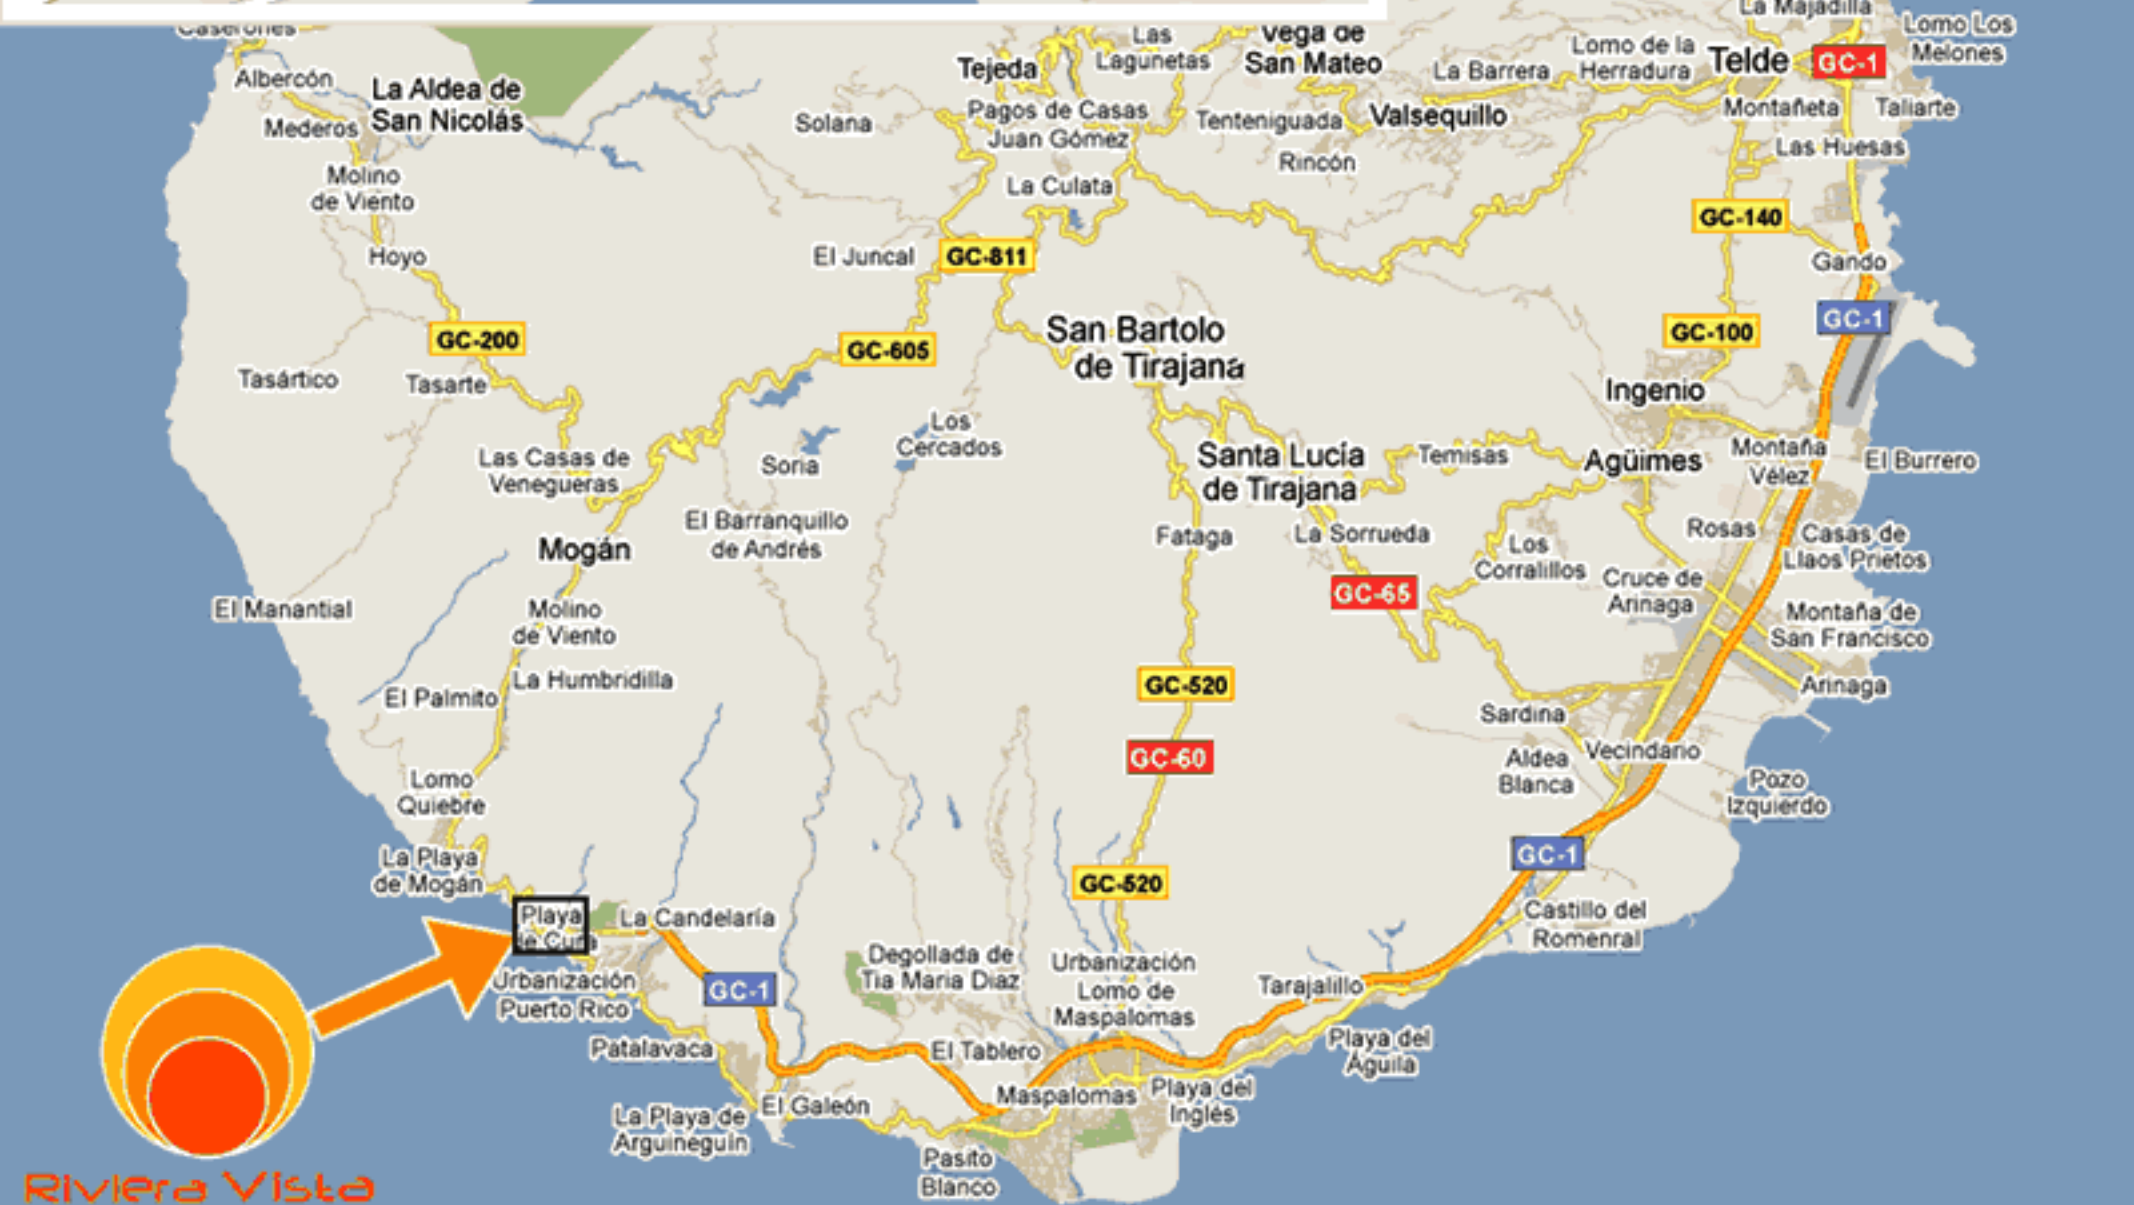 Caserones
La Majadilla
Lomo Los
Melones
Las
Lagunetas
Vega de
San Mateo
Lomo de la
Herradura
Telde
GC-1
Albercón
La Aldea de
San Nicolás
Tejeda
La Barrera
Mederos
Solana
Pagos de Casas
Juan Gómez
Tenteniguada
Valsequillo
Montañeta
Taliarte
Rincón
Las Huesas
Molino
de Viento
La Culata
GC-140
Hoyo
El Juncal
GC-811
Gando
GC-200
GC-605
San Bartolo
de Tirajana
GC-100
GC-1
Tasártico
Tasarte
Ingenio
Los
Cercados
Las Casas de
Venegueras
Soria
Santa Lucía
de Tirajana
Temisas
Agüimes
Montaña
Vélez
El Burrero
El Barranquillo
de Andrés
Mogán
Fataga
La Sorrueda
Los
Corralillos
Rosas
Casas de
Llaos Prietos
GC-65
Cruce de
Arinaga
El Manantial
Molino
de Viento
Montaña de
San Francisco
La Humbridilla
El Palmito
GC-520
Arinaga
Sardina
GC-60
Aldea
Blanca
Vecindario
Lomo
Quiebre
Pozo
Izquierdo
La Playa
de Mogán
GC-520
GC-1
Playa
de Cura
La Candelaría
Castillo del
Romenral
Degollada de
Tia Maria Diaz
Urbanización
Lomo de
Maspalomas
Urbanización
Puerto Rico
GC-1
Tarajalillo
Patalavaca
El Tablero
Playa del
Águila
La Playa de
Arguineguín
El Galeón
Maspalomas
Playa del
Inglés
Pasito
Blanco
Riviera Vista